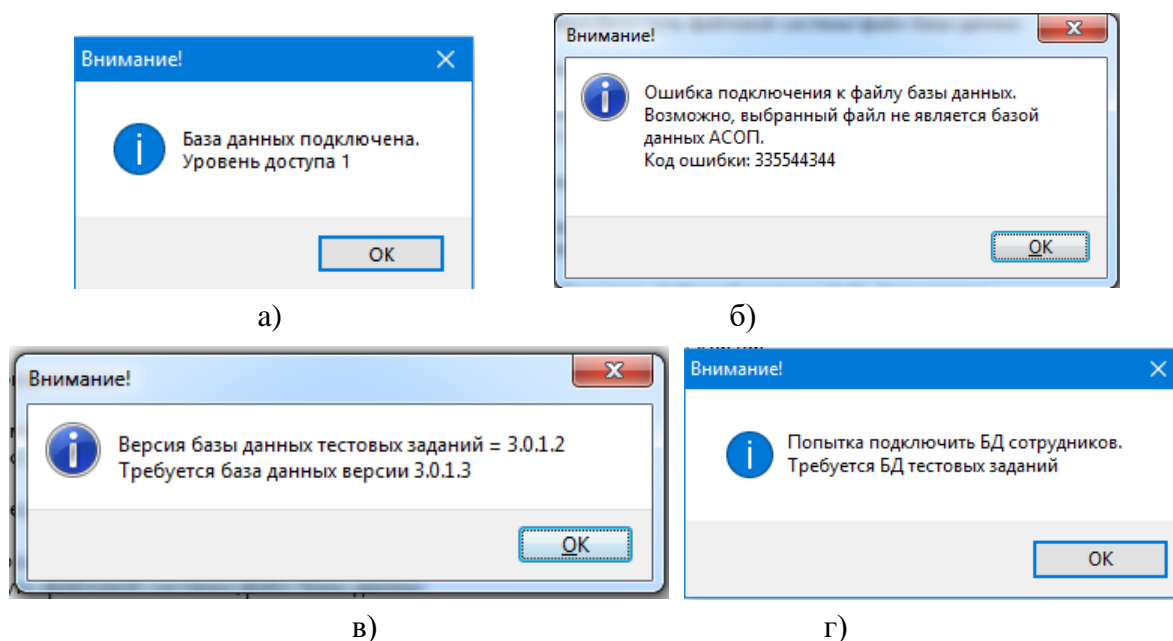 Внимание!
База данных подключена.
Уровень доступа 1
OK
а)
Внимание!
Ошибка подключения к файлу базы данных.
Возможно, выбранный файл не является базой
данных АСОП.
Код ошибки: 335544344
OK
б)
Внимание!
Версия базы данных тестовых заданий = 3.0.1.2
Требуется база данных версии 3.0.1.3
OK
в)
Внимание!
Попытка подключить БД сотрудников.
Требуется БД тестовых заданий
OK
г)